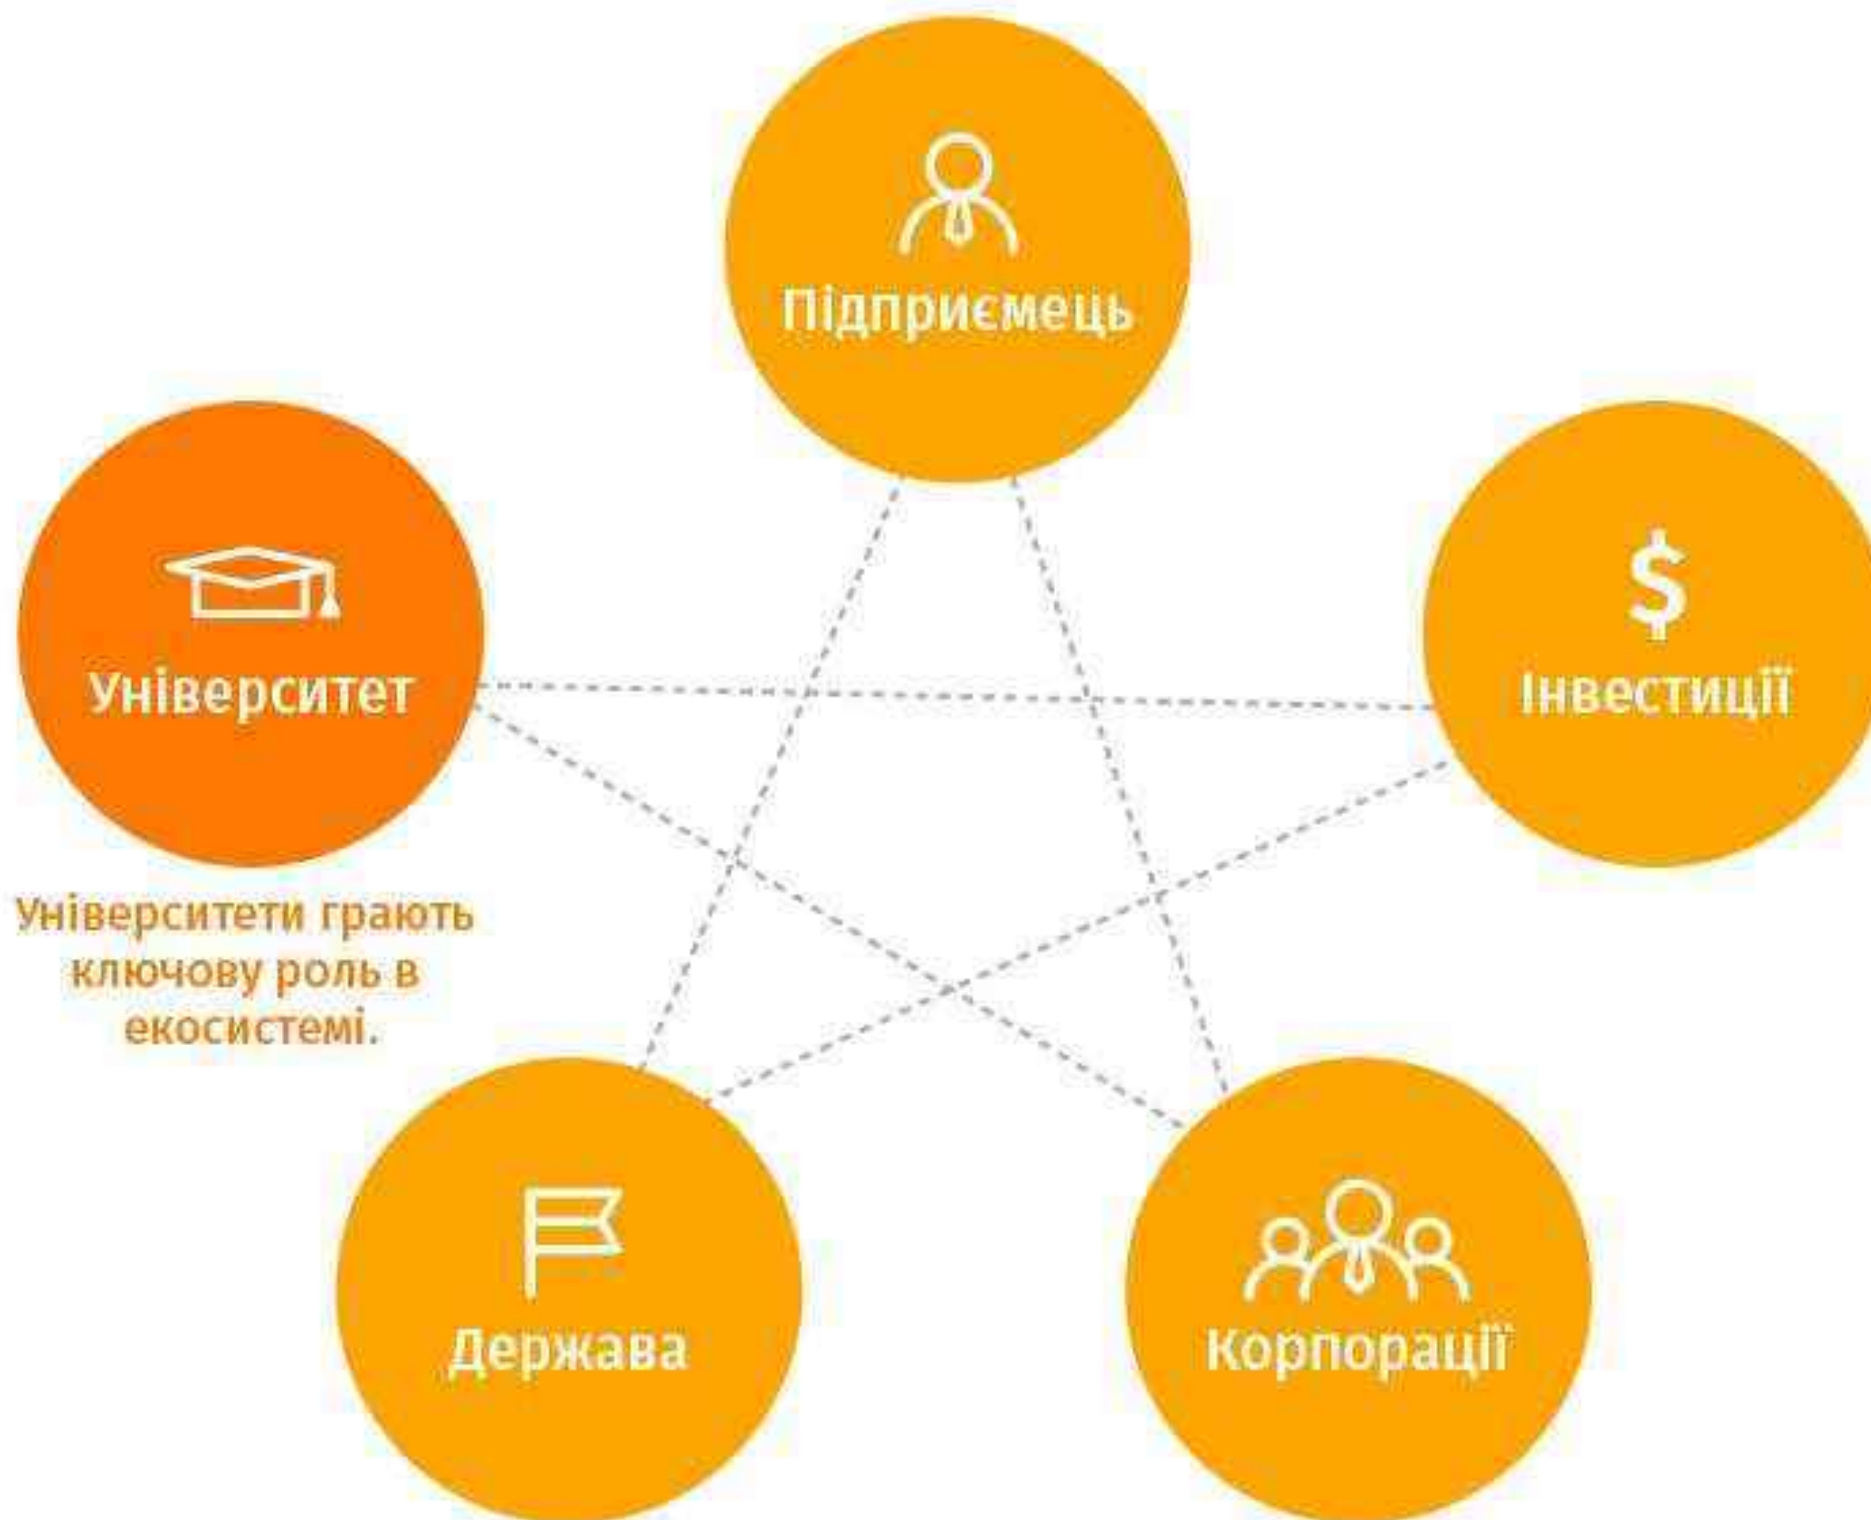 Підприємець
Університет
$
Інвестиції
Університети грають
ключову роль в
екосистемі.
Держава
Корпорації